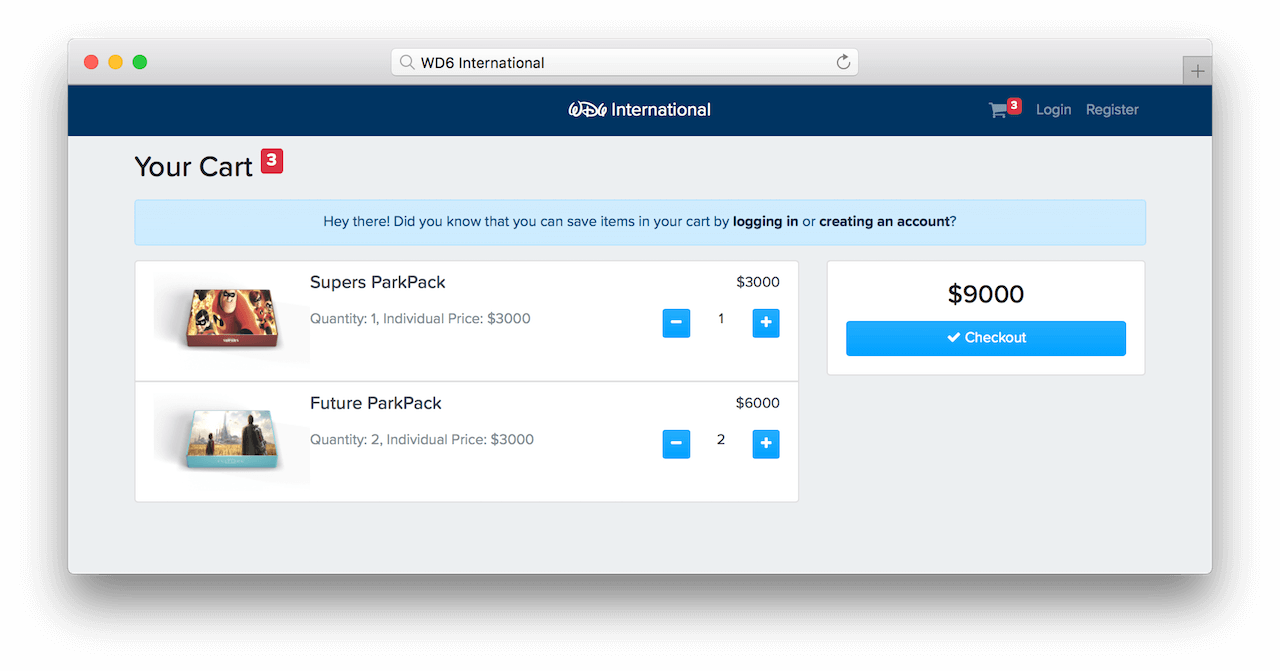 WD6 International
WD6 International
3
Login
Register
Your Cart 3
Hey there! Did you know that you can save items in your cart by logging in or creating an account?
Supers ParkPack
$3000
Quantity: 1, Individual Price: $3000
1
$9000
Checkout
Future ParkPack
$6000
Quantity: 2, Individual Price: $3000
2